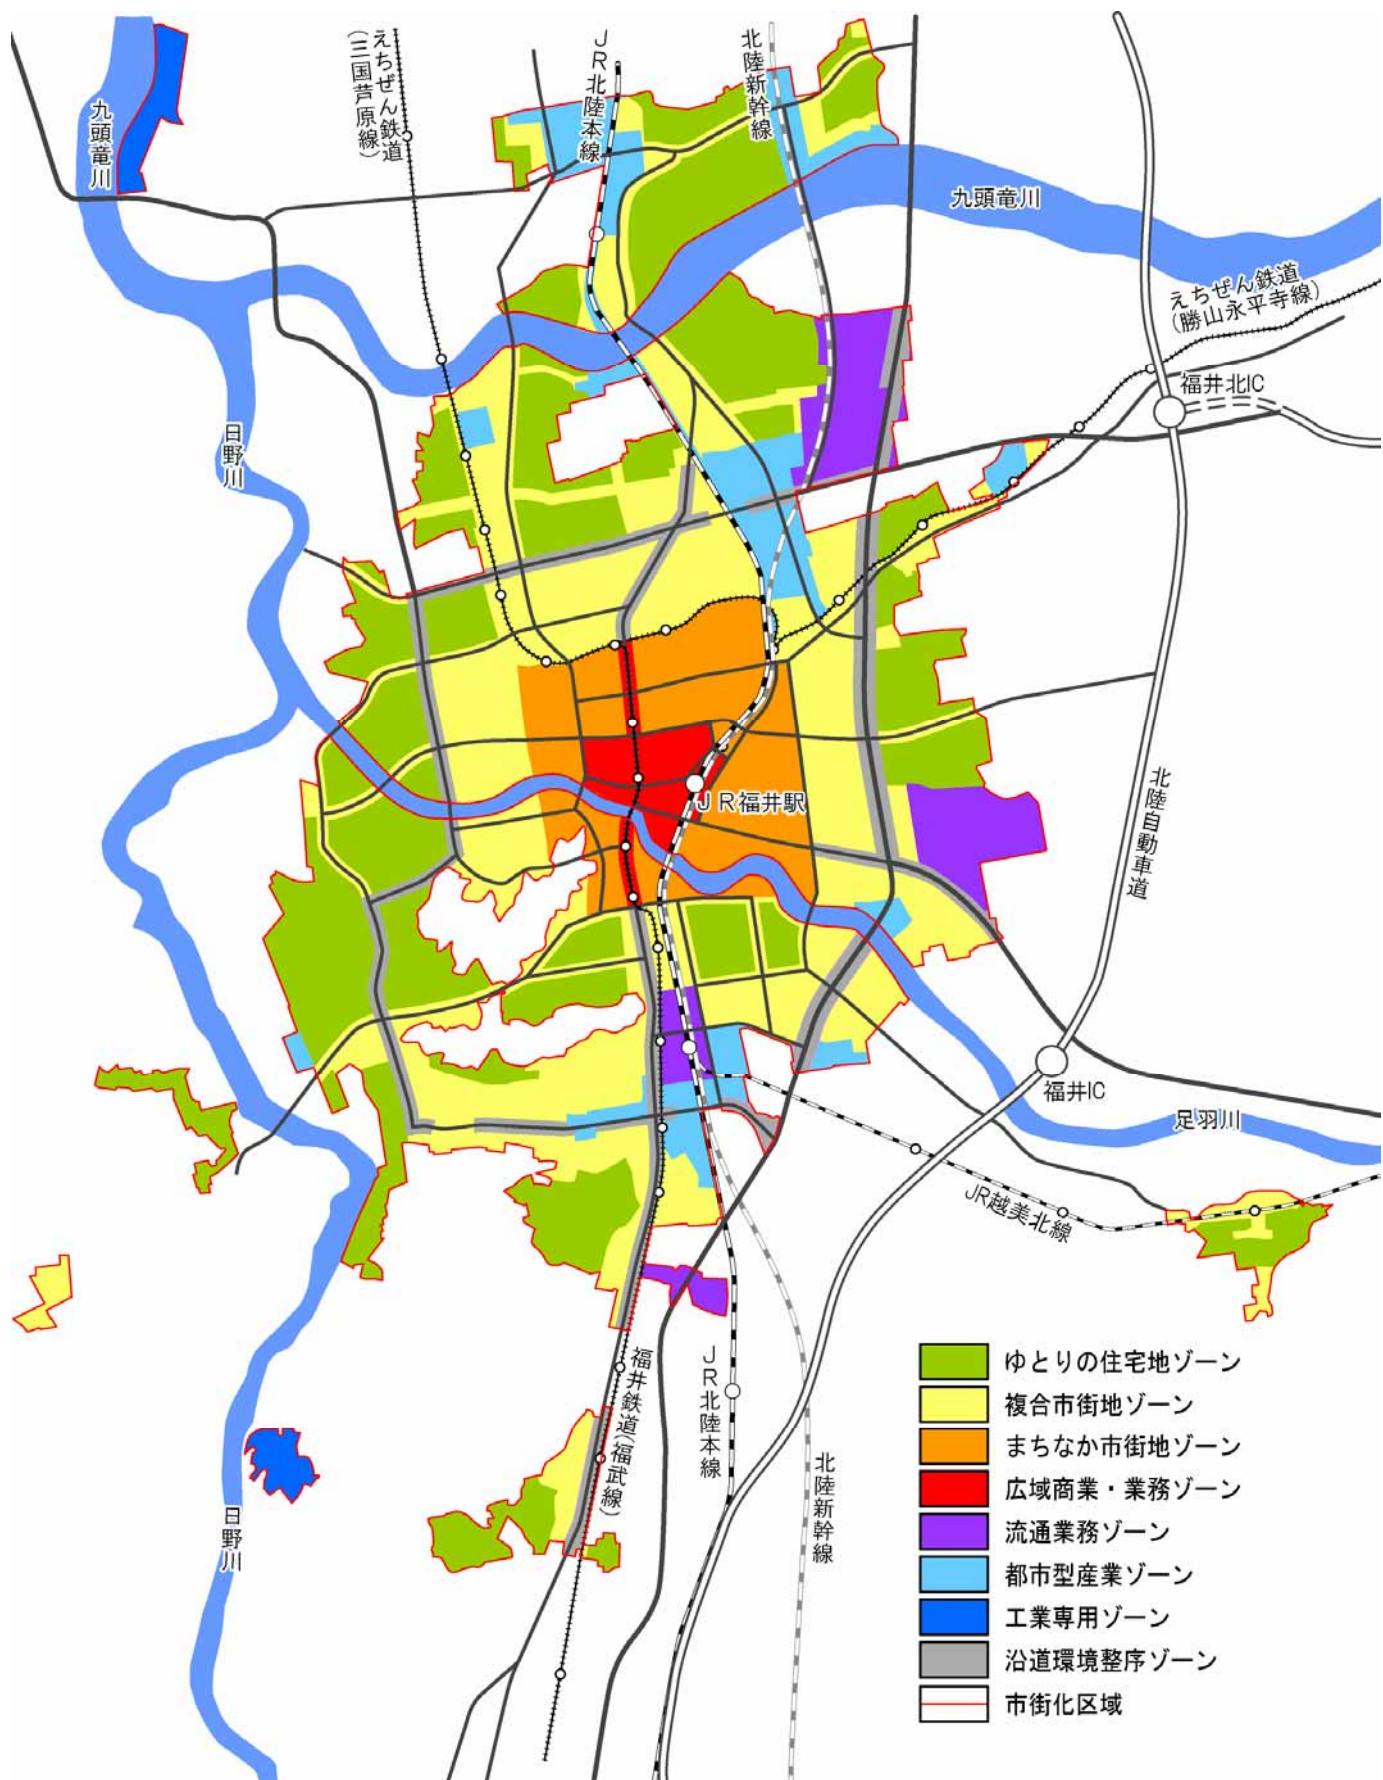 えちぜん鉄道
(三国芦原線)
JR北陸本線
北陸新幹線
九頭竜川
九頭竜川
えちぜん鉄道
(勝山永平寺線)
福井北IC
日野川
JR福井駅
北陸自動車道
福井IC
足羽川
JR越美北線
福井鉄道(福武線)
JR北陸本線
北陸新幹線
日野川
ゆとりの住宅地ゾーン
複合市街地ゾーン
まちなか市街地ゾーン
広域商業・業務ゾーン
流通業務ゾーン
都市型産業ゾーン
工業専用ゾーン
沿道環境整序ゾーン
市街化区域